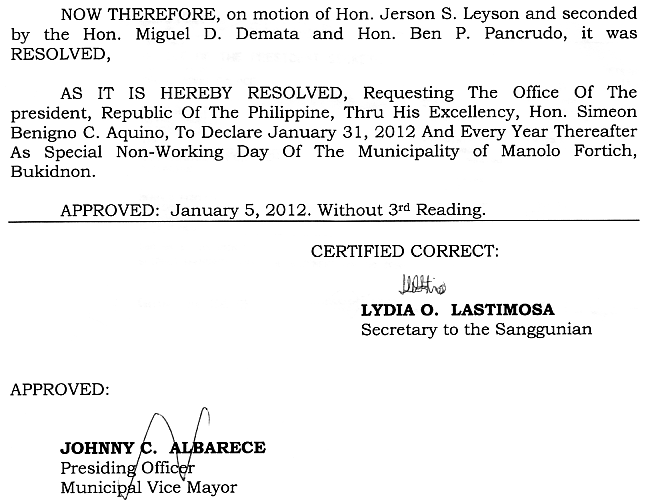 NOW THEREFORE, on motion of Hon. Jerson S. Leyson and seconded
by the Hon. Miguel D. Demata and Hon. Ben P. Pancrudo, it was
RESOLVED,
AS IT IS HEREBY RESOLVED, Requesting The Office Of The
president, Republic Of The Philippine, Thru His Excellency, Hon. Simeon
Benigno C. Aquino, To Declare January 31, 2012 And Every Year Thereafter
As Special Non-Working Day Of The Municipality of Manolo Fortich,
Bukidnon.
APPROVED: January 5, 2012. Without 3rd Reading.
CERTIFIED CORRECT:
LYDIA O. LASTIMOSA
Secretary to the Sanggunian
APPROVED:
JOHNNY C. ALBARECE
Presiding Officer
Municipal Vice Mayor